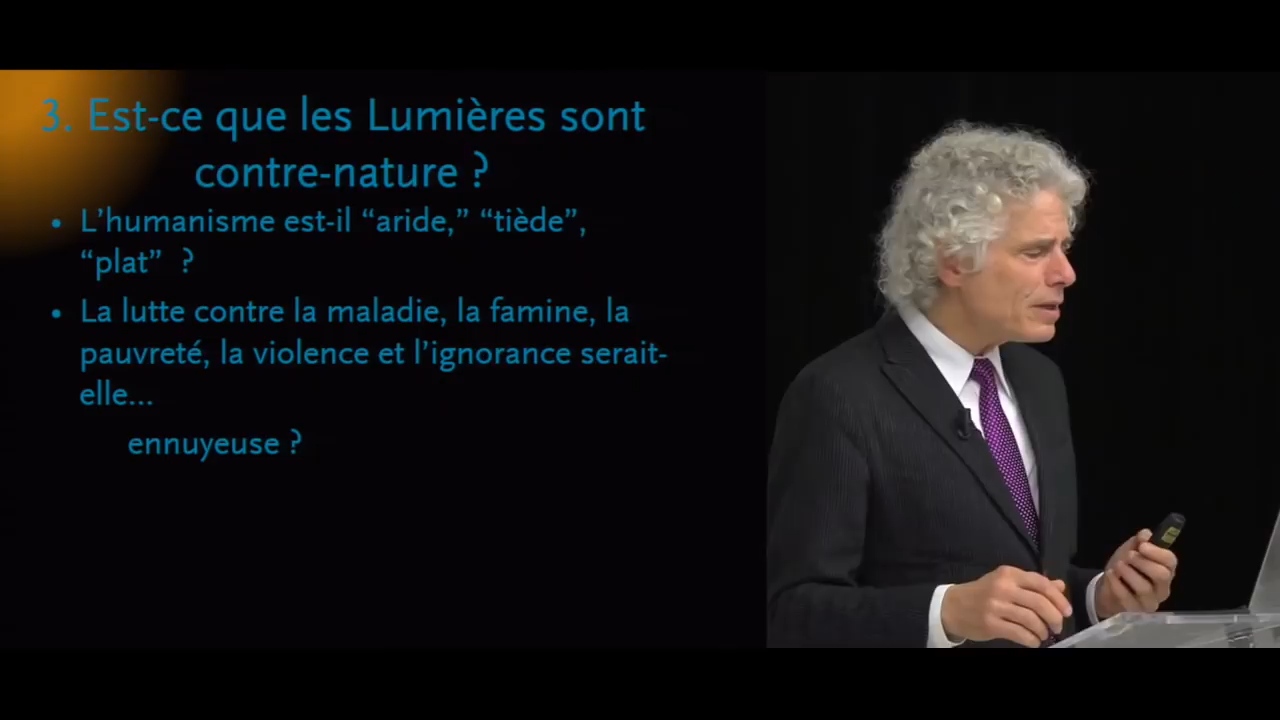 3. Est-ce que les Lumières sont
contre-nature ?
• L’humanisme est-il “aride,” “tiède”,
“plat” ?
• La lutte contre la maladie, la famine, la
pauvreté, la violence et l’ignorance serait-
elle...
ennuyeuse ?